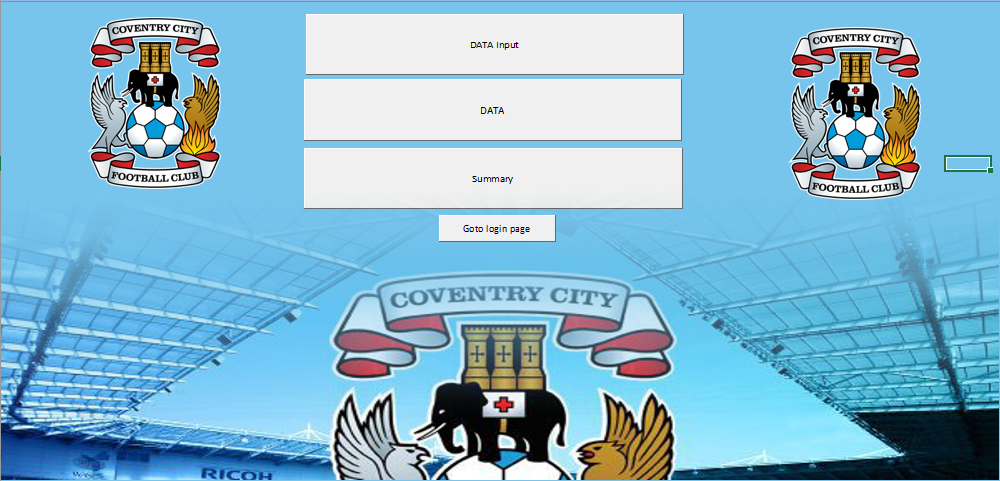 COVENTRY CITY
FOOTBALL CLUB
DATA Input
DATA
Summary
Goto login page
COVENTRY CITY
FOOTBALL CLUB
COVENTRY CITY
RICOH